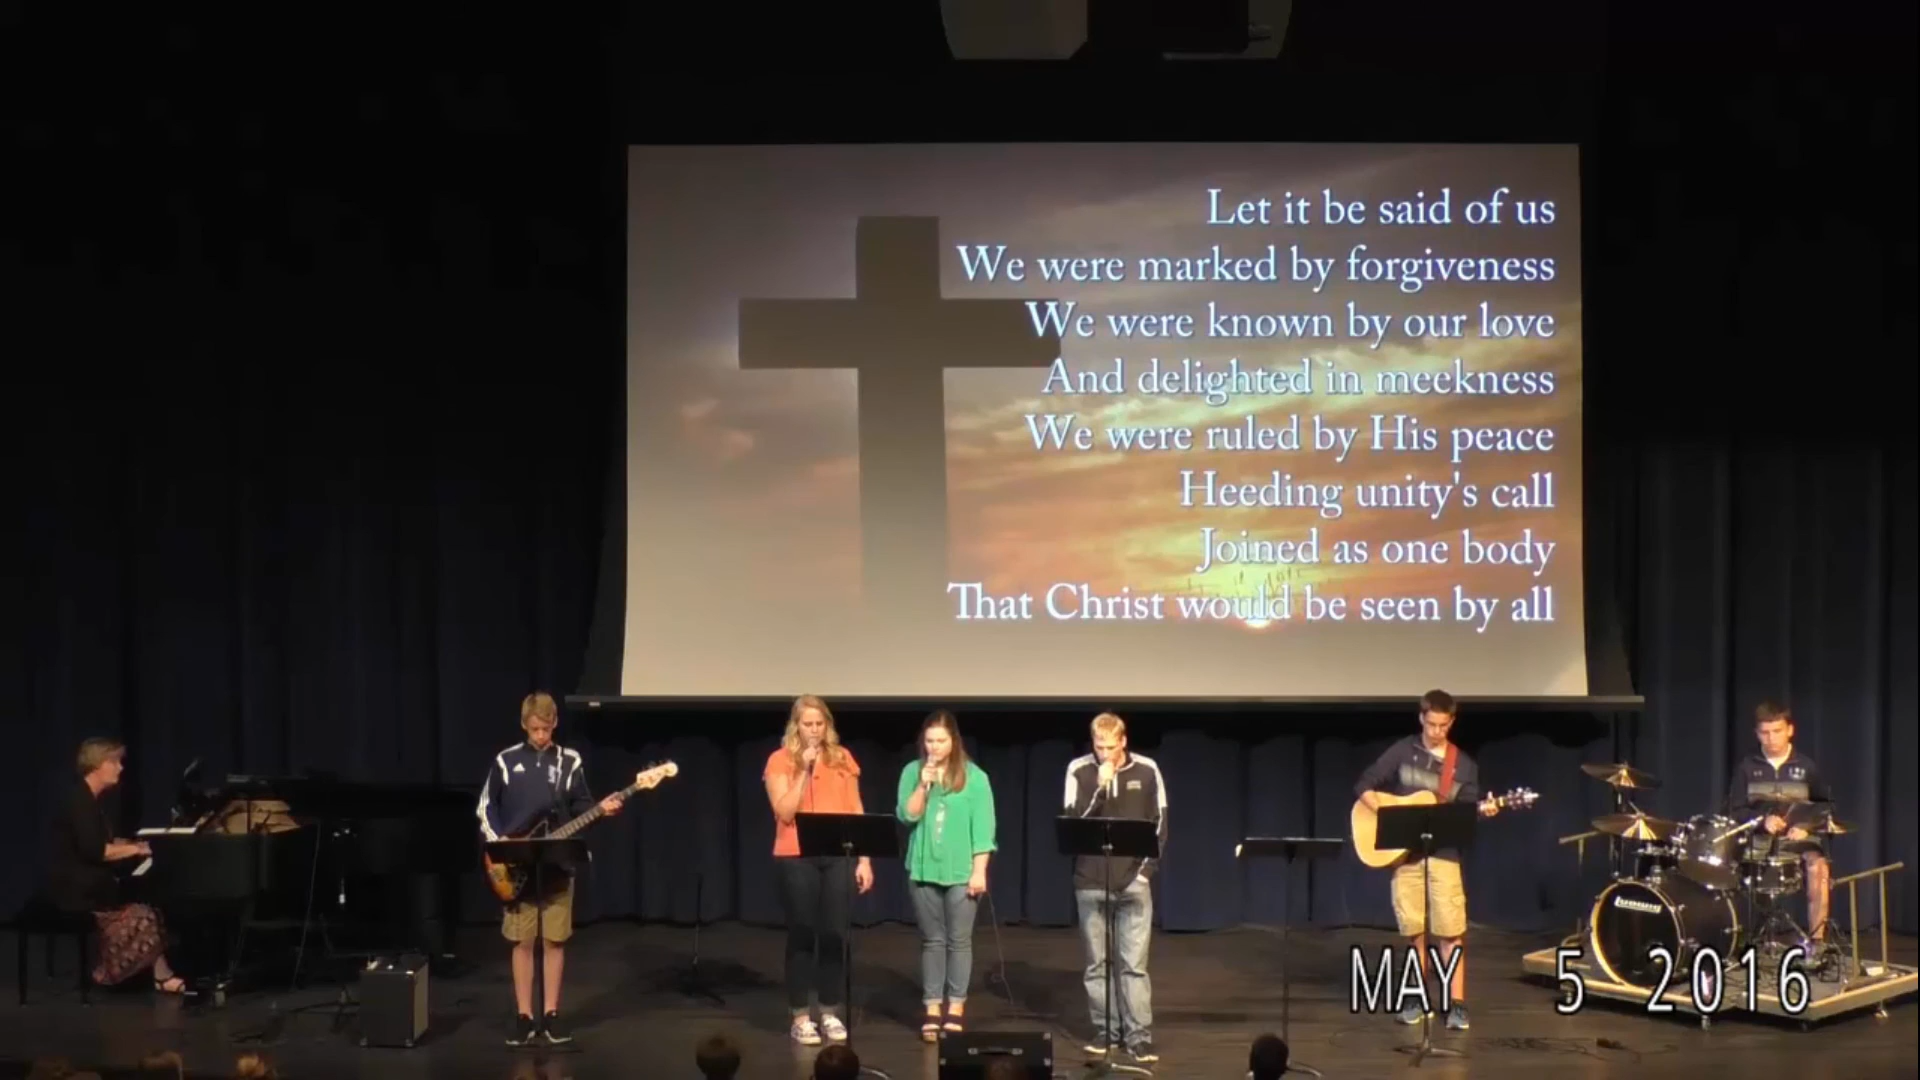 Let it be said of us
We were marked by forgiveness
We were known by our love
And delighted in meekness
We were ruled by His peace
Heeding unity's call
Joined as one body
That Christ would be seen by all
Ludwig
MAY 5 2016